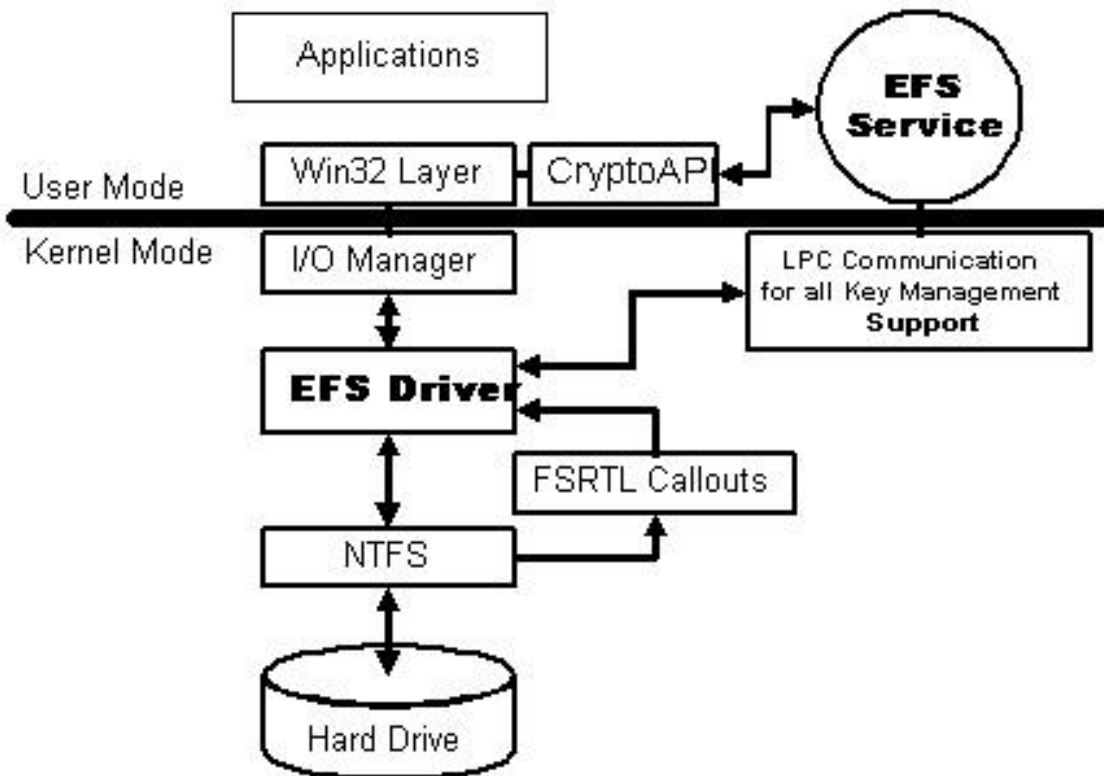 Applications
EFS
Service
Win32 Layer
CryptoAPI
User Mode
Kernel Mode
I/O Manager
LPC Communication
for all Key Management
Support
EFS Driver
FSRTL Callouts
NTFS
Hard Drive